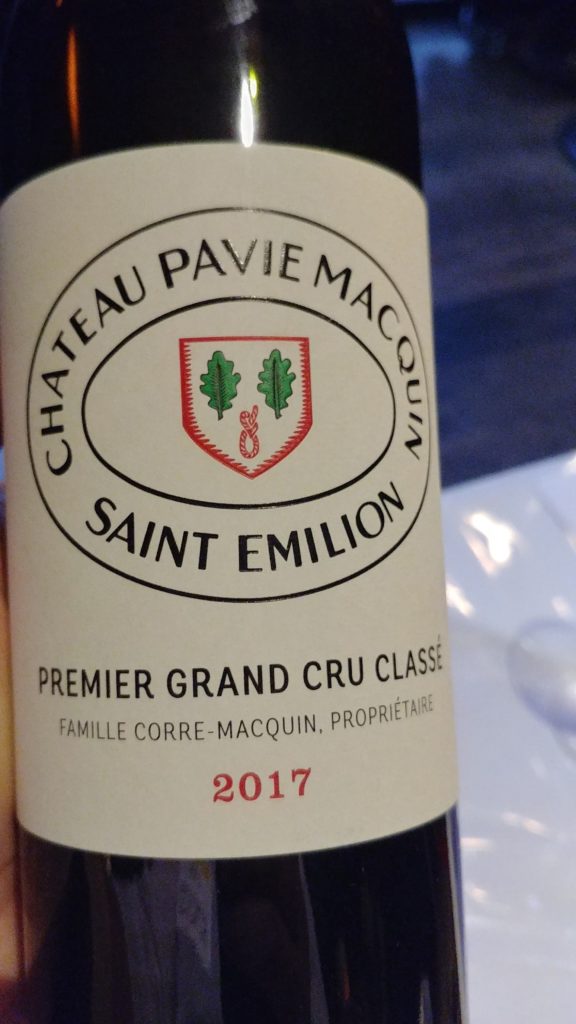 CHATEAU PAVIE MACQUIN
SAINT EMILION
PREMIER GRAND CRU CLASSÉ
FAMILLE CORRE-MACQUIN, PROPRIÉTAIRE
2017